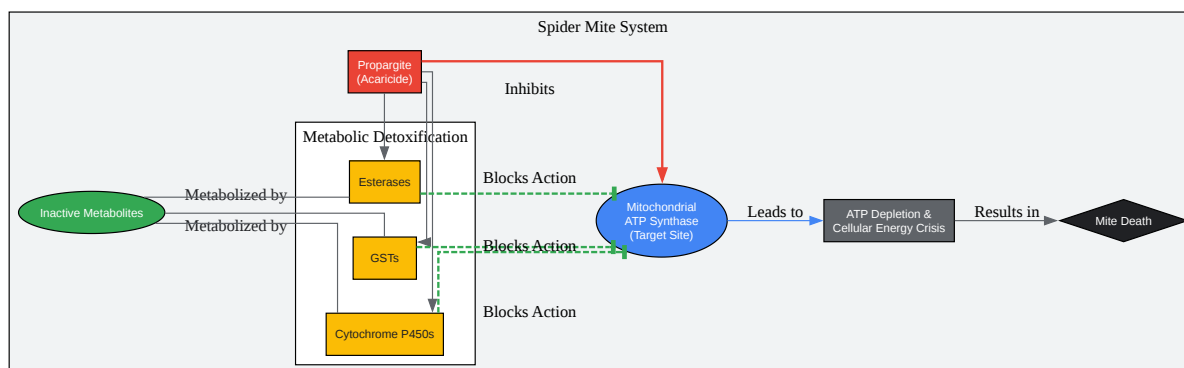 Spider Mite System
Propargite
(Acaricide)
Inhibits
Metabolic Detoxification
Esterases
Metabolized by
Blocks Action
Inactive Metabolites
Metabolized by
Mitochondrial
ATP Synthase
(Target Site)
Leads to
ATP Depletion &
Cellular Energy Crisis
Results in
Mite Death
GSTs
Blocks Action
Blocks Action
Cytochrome P450s